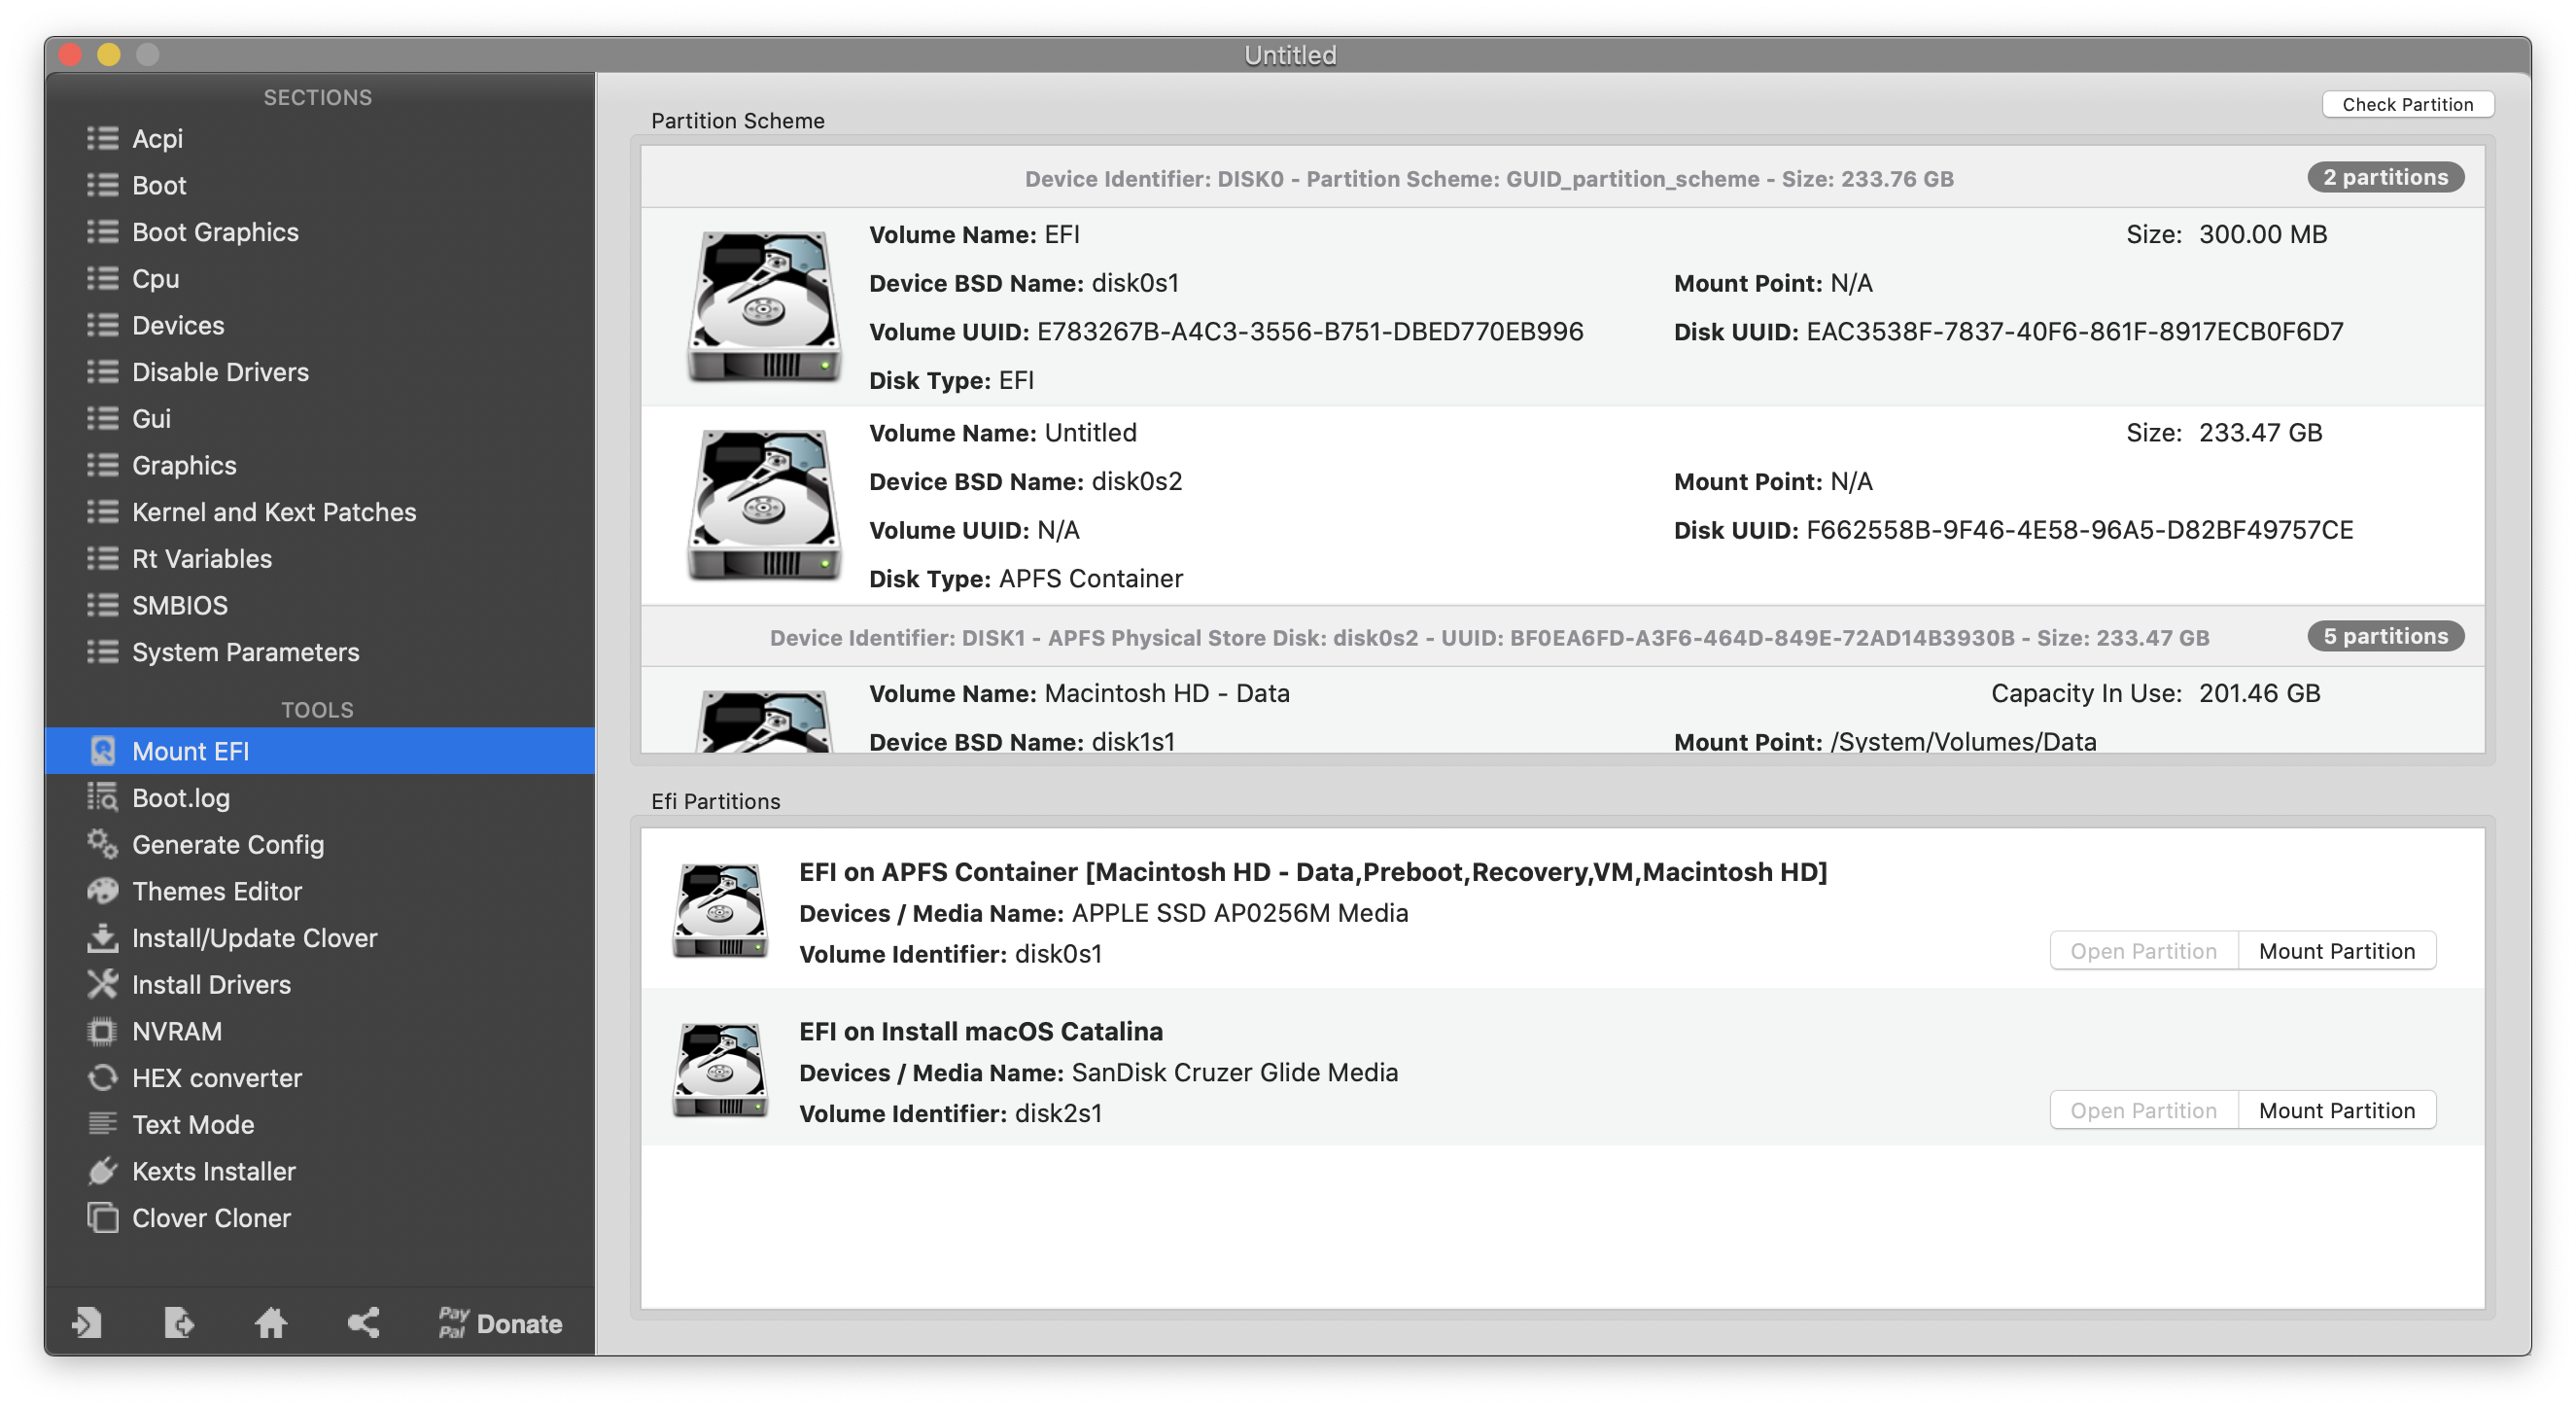 Untitled
SECTIONS
Acpi
Boot
Boot Graphics
Cpu
Devices
Disable Drivers
Gui
Graphics
Kernel and Kext Patches
Rt Variables
SMBIOS
System Parameters
TOOLS
Mount EFI
Boot.log
Generate Config
Themes Editor
Install/Update Clover
Install Drivers
NVRAM
HEX converter
Text Mode
Kexts Installer
Clover Cloner
Pay
Pal Donate
Check Partition
Partition Scheme
Device Identifier: DISK0 - Partition Scheme: GUID_partition_scheme - Size: 233.76 GB 2 partitions
Volume Name: EFI Size: 300.00 MB
Device BSD Name: disk0s1 Mount Point: N/A
Volume UUID: E783267B-A4C3-3556-B751-DBED770EB996 Disk UUID: EAC3538F-7837-40F6-861F-8917ECB0F6D7
Disk Type: EFI
Volume Name: Untitled Size: 233.47 GB
Device BSD Name: disk0s2 Mount Point: N/A
Volume UUID: N/A Disk UUID: F662558B-9F46-4E58-96A5-D82BF49757CE
Disk Type: APFS Container
Device Identifier: DISK1 - APFS Physical Store Disk: disk0s2 - UUID: BF0EA6FD-A3F6-464D-849E-72AD14B3930B - Size: 233.47 GB 5 partitions
Volume Name: Macintosh HD - Data Capacity In Use: 201.46 GB
Device BSD Name: disk1s1 Mount Point: /System/Volumes/Data
Efi Partitions
EFI on APFS Container [Macintosh HD - Data,Preboot,Recovery,VM,Macintosh HD]
Devices / Media Name: APPLE SSD AP0256M Media
Volume Identifier: disk0s1
Open Partition Mount Partition
EFI on Install macOS Catalina
Devices / Media Name: SanDisk Cruzer Glide Media
Volume Identifier: disk2s1
Open Partition Mount Partition